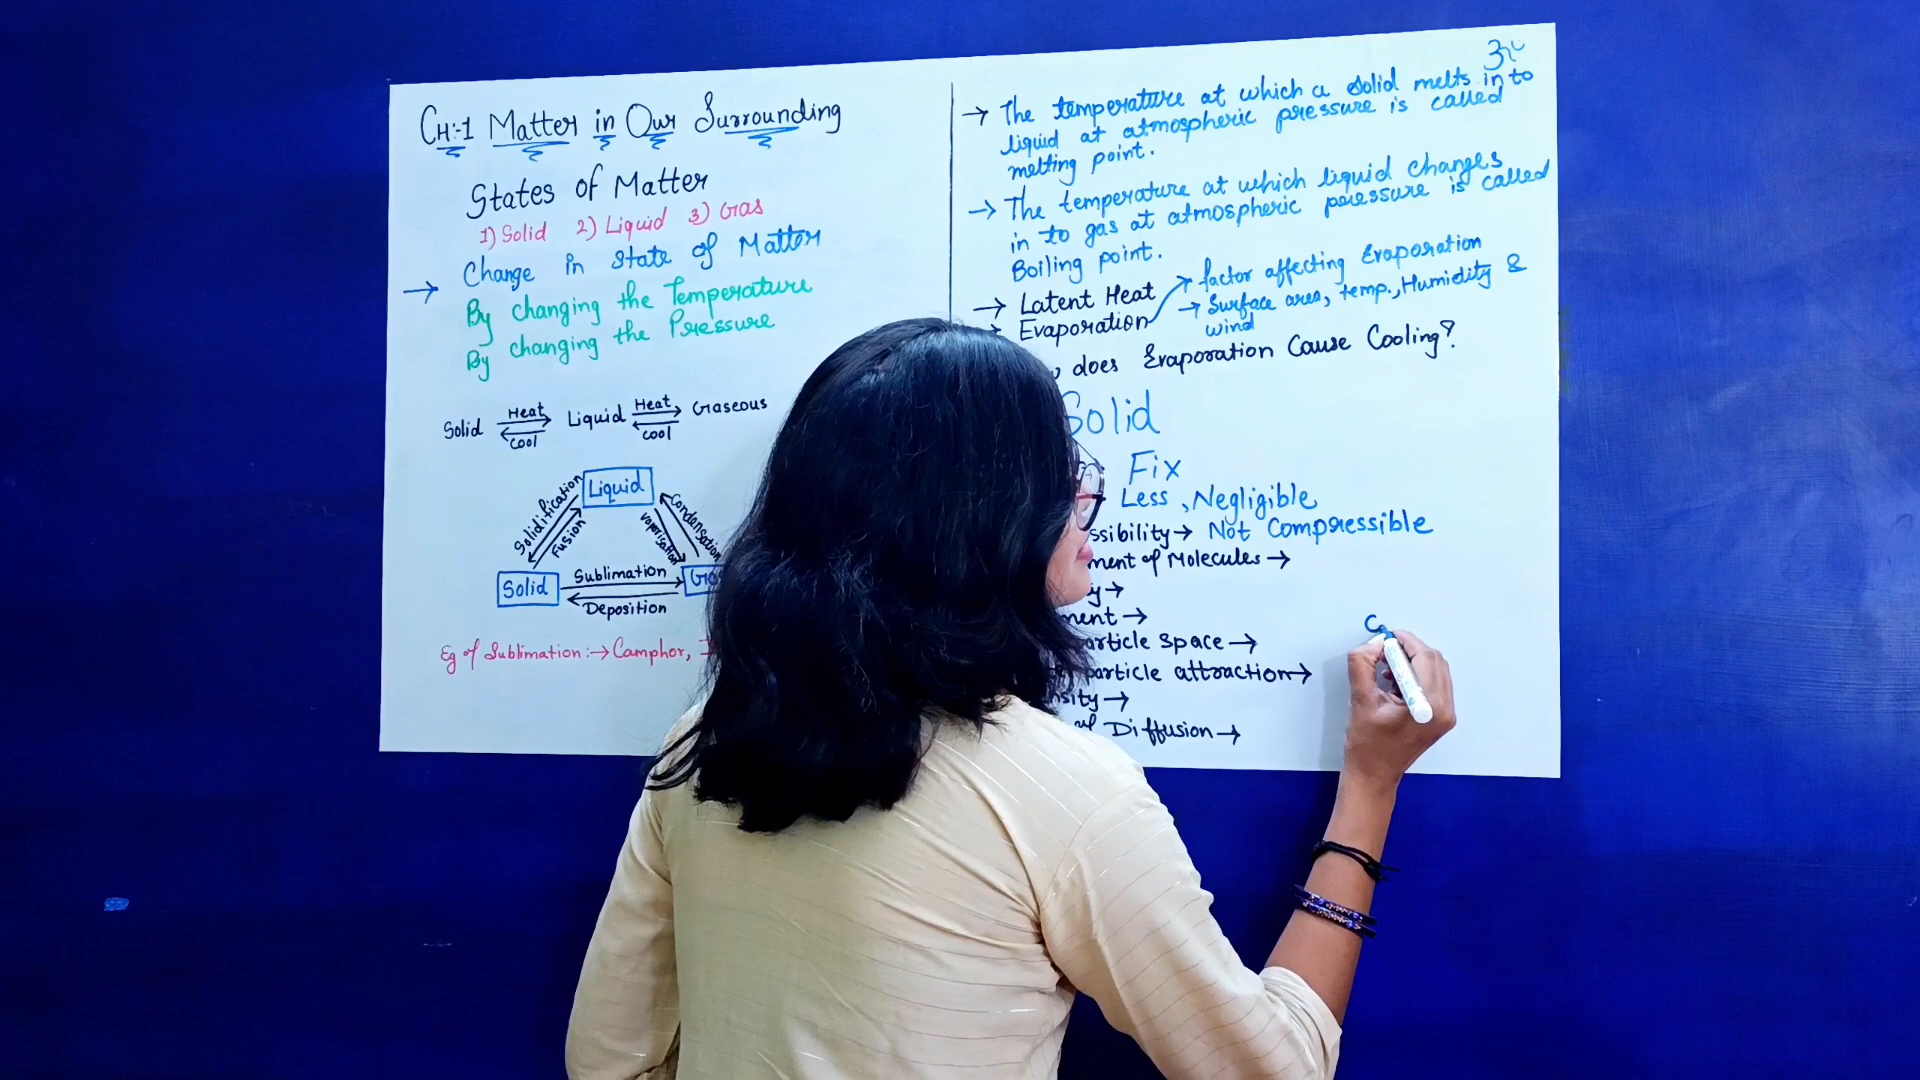 CH:-1 Matter in Our Surrounding
States of Matter
1) Solid 2) Liquid 3) Gas
→ Change in state of Matter
By changing the Temperature
By changing the Pressure
Solid Heat Liquid Heat Gaseous
Cool Cool
Liquid
Solidification
Fusion
Vaporisation
Condensation
Solid Sublimation
Deposition
Eg of Sublimation:→ Camphor,
→ The temperature at which a solid melts in to
liquid at atmospheric pressure is called
melting point.
→ The temperature at which liquid changes
in to gas at atmospheric pressure is called
Boiling point.
→ Latent Heat
Evaporation
→ factor affecting Evaporation
→ Surface area, temp., Humidity &
wind
does Evaporation Cause Cooling?
Solid
Fix
Less, Negligible
ssibility → Not Compressible
ment of Molecules →
y →
ment →
article Space →
particle attraction →
sity →
of Diffusion →